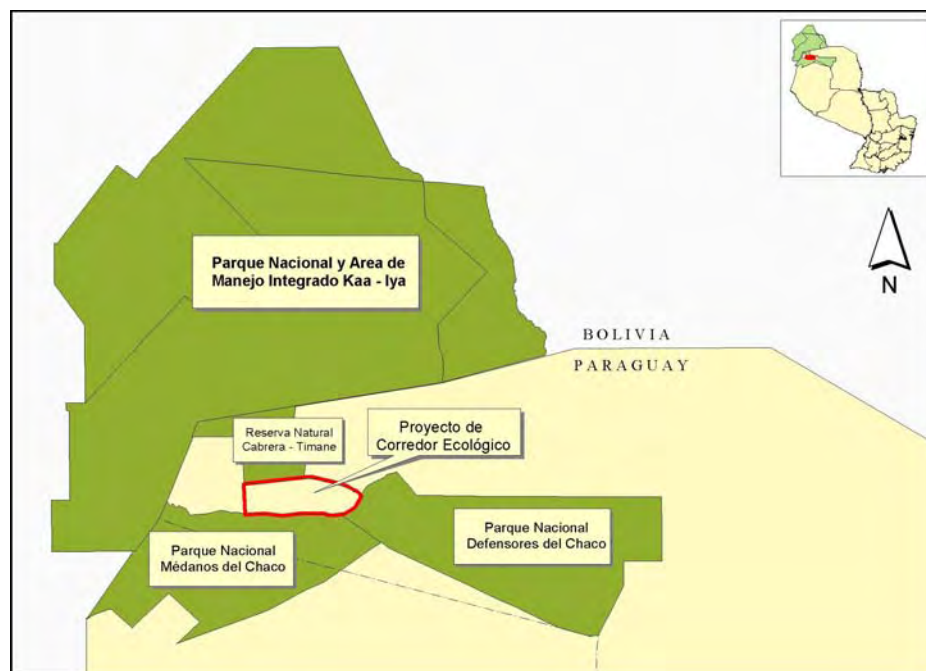 N
Parque Nacional y Area de
Manejo Integrado Kaa - Iya
BOLIVIA
PARAGUAY
Reserva Natural
Cabrera - Timane
Proyecto de
Corredor Ecológico
Parque Nacional
Médanos del Chaco
Parque Nacional
Defensores del Chaco